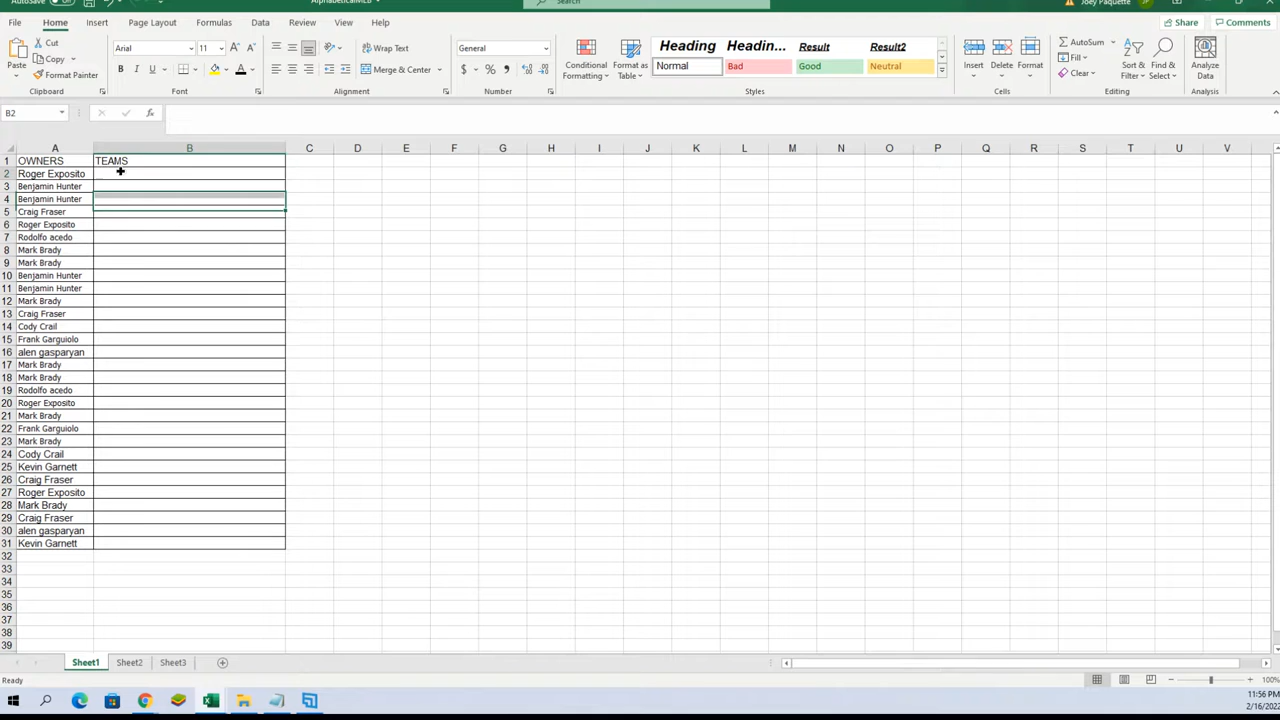 AutoSave Off AlphabeticalMLB Search Joey Paquette JP
File Home Insert Page Layout Formulas Data Review View Help Share Comments
Paste Cut Copy Format Painter Clipboard
Arial 11 A A B I U A Font
Wrap Text Merge & Center Alignment
General $ % Number
Conditional Formatting Format as Table
Heading Headin... Result Result2
Normal Bad Good Neutral
Styles
Insert Delete Format Cells
AutoSum Fill Clear Sort & Filter Find & Select Editing
Analyze Data Analysis
B2 fx
A B C D E F G H I J K L M N O P Q R S T U V
1 OWNERS TEAMS
2 Roger Exposito
3 Benjamin Hunter
4 Benjamin Hunter
5 Craig Fraser
6 Roger Exposito
7 Rodolfo acedo
8 Mark Brady
9 Mark Brady
10 Benjamin Hunter
11 Benjamin Hunter
12 Mark Brady
13 Craig Fraser
14 Cody Crail
15 Frank Garguiolo
16 alen gasparyan
17 Mark Brady
18 Mark Brady
19 Rodolfo acedo
20 Roger Exposito
21 Mark Brady
22 Frank Garguiolo
23 Mark Brady
24 Cody Crail
25 Kevin Garnett
26 Craig Fraser
27 Roger Exposito
28 Mark Brady
29 Craig Fraser
30 alen gasparyan
31 Kevin Garnett
32
33
34
35
36
37
38
39
Sheet1 Sheet2 Sheet3
Ready 100%
11:56 PM
2/16/2022